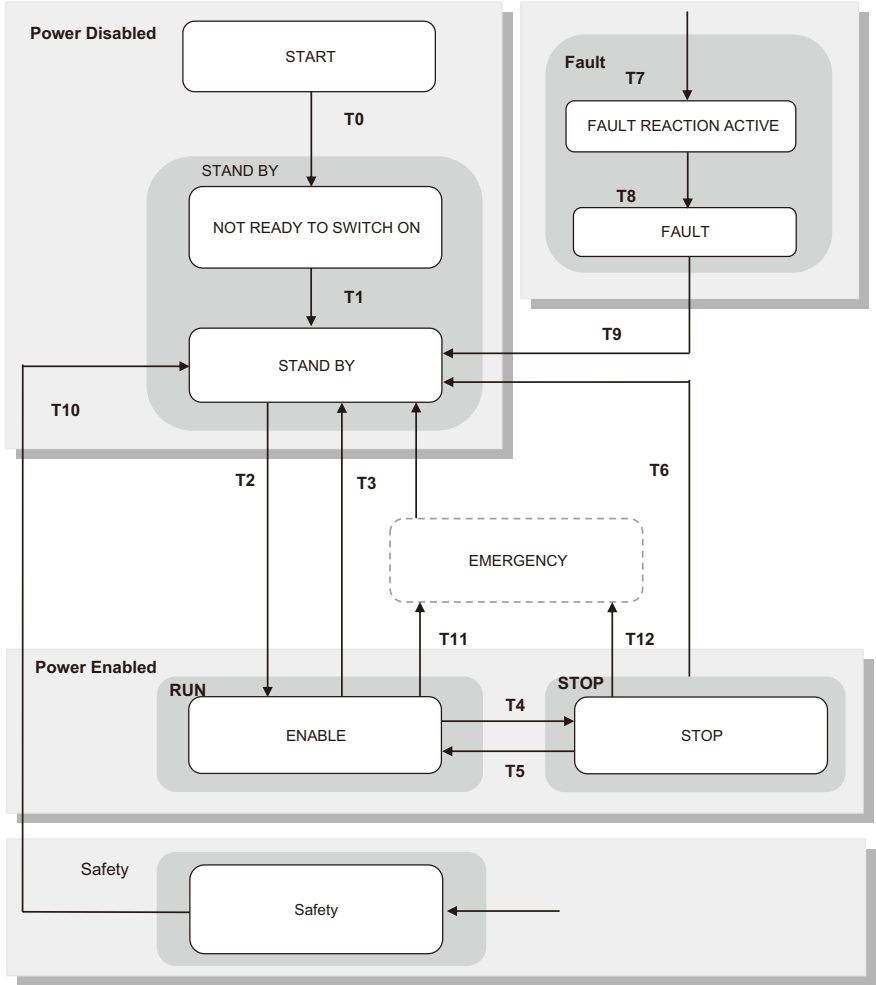 Power Disabled
START
T0
STAND BY
NOT READY TO SWITCH ON
T1
STAND BY
Fault
T7
FAULT REACTION ACTIVE
T8
FAULT
T9
T10
T2
T3
T6
EMERGENCY
T11
T12
Power Enabled
RUN
ENABLE
T4
T5
STOP
STOP
Safety
Safety